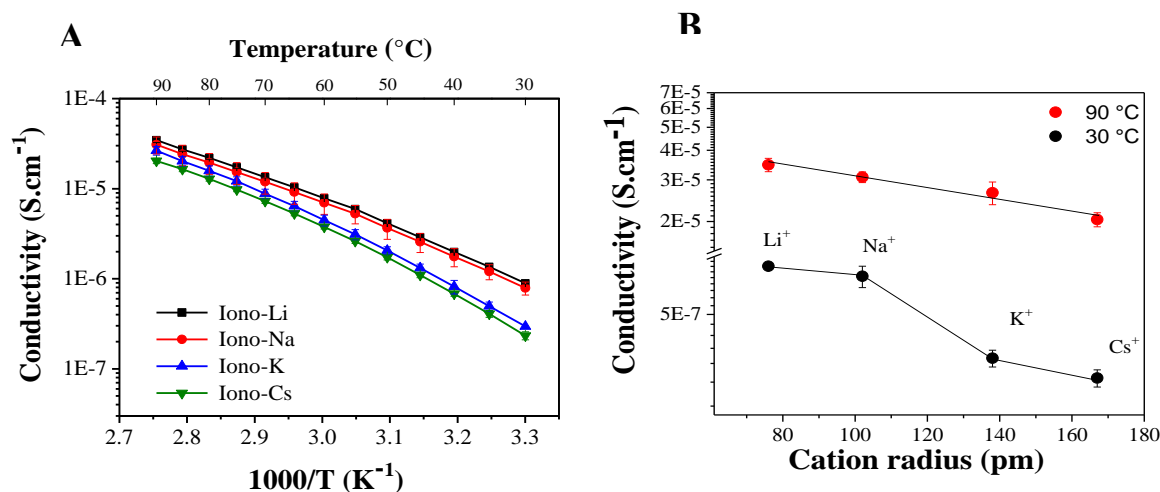 A
Temperature (°C)
90 80 70 60 50 40 30
Conductivity (S.cm-1)
1E-4
1E-5
1E-6
1E-7
Iono-Li
Iono-Na
Iono-K
Iono-Cs
2.7 2.8 2.9 3.0 3.1 3.2 3.3
1000/T (K-1)
B
Conductivity (S.cm-1)
7E-5
6E-5
5E-5
4E-5
3E-5
2E-5
5E-7
90 °C
30 °C
Li+
Na+
K+
Cs+
80 100 120 140 160 180
Cation radius (pm)